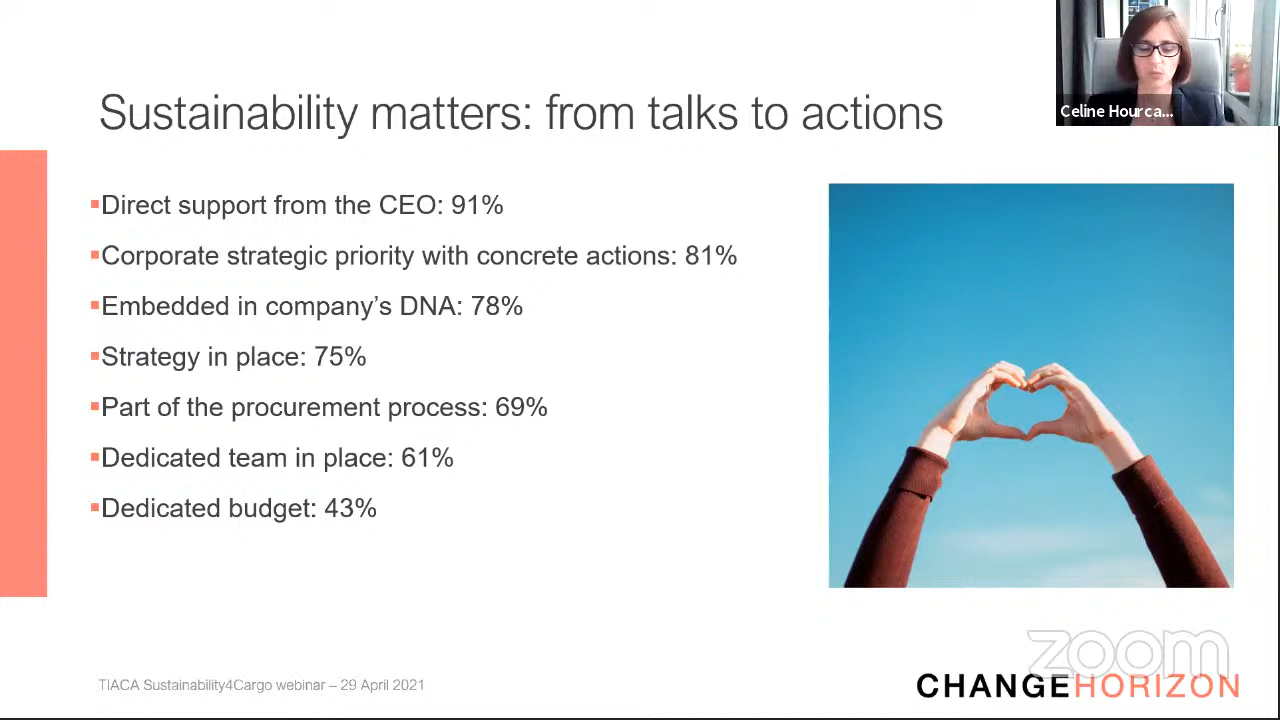 Celine Hourca...
Sustainability matters: from talks to actions
▪Direct support from the CEO: 91%
▪Corporate strategic priority with concrete actions: 81%
▪Embedded in company’s DNA: 78%
▪Strategy in place: 75%
▪Part of the procurement process: 69%
▪Dedicated team in place: 61%
▪Dedicated budget: 43%
zoom
TIACA Sustainability4Cargo webinar – 29 April 2021
CHANGEHORIZON